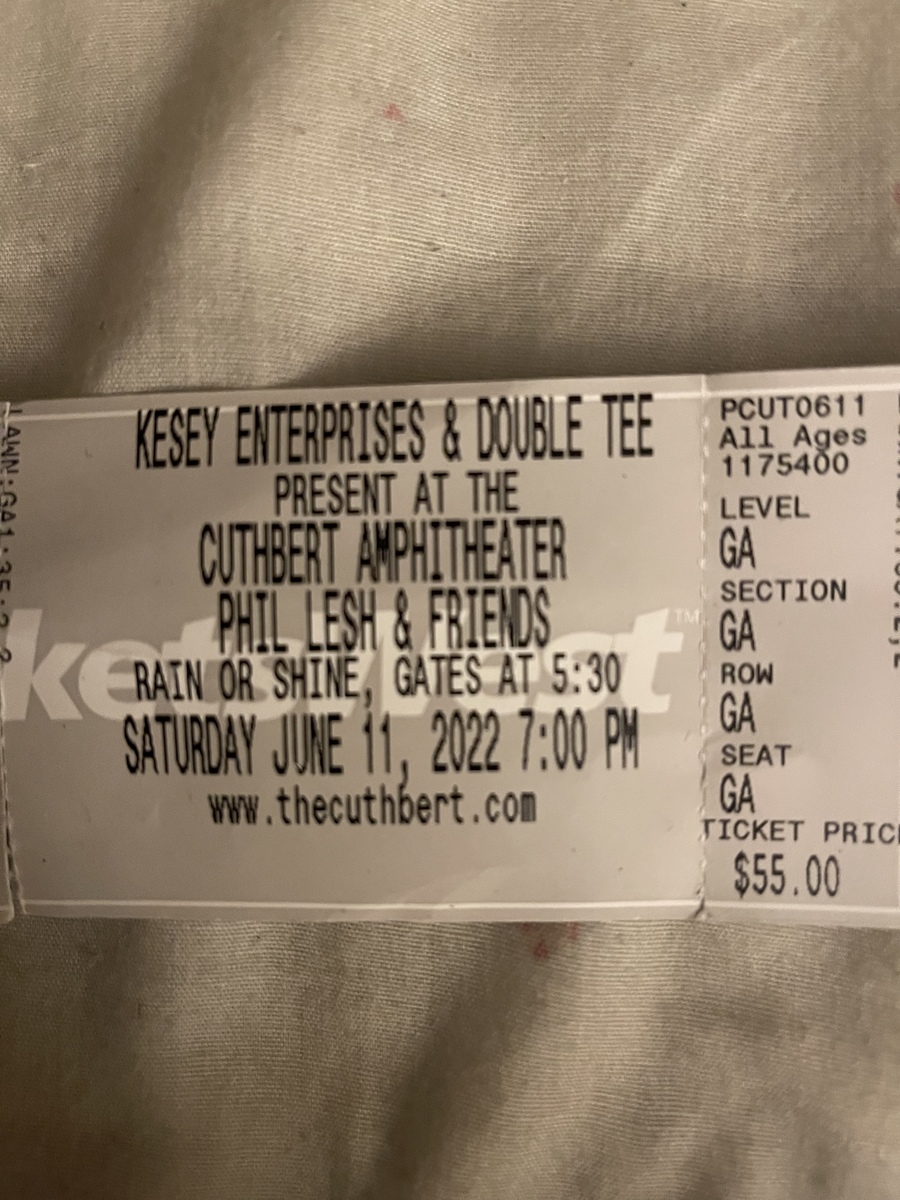 KESEY ENTERPRISES & DOUBLE TEE
PRESENT AT THE
CUTHBERT AMPHITHEATER
PHIL LESH & FRIENDS
RAIN OR SHINE, GATES AT 5:30
SATURDAY JUNE 11, 2022 7:00 PM
www.thecuthbert.com
ketsWest™
PCUT0611
All Ages
1175400
LEVEL
GA
SECTION
GA
ROW
GA
SEAT
GA
TICKET PRIC
$55.00